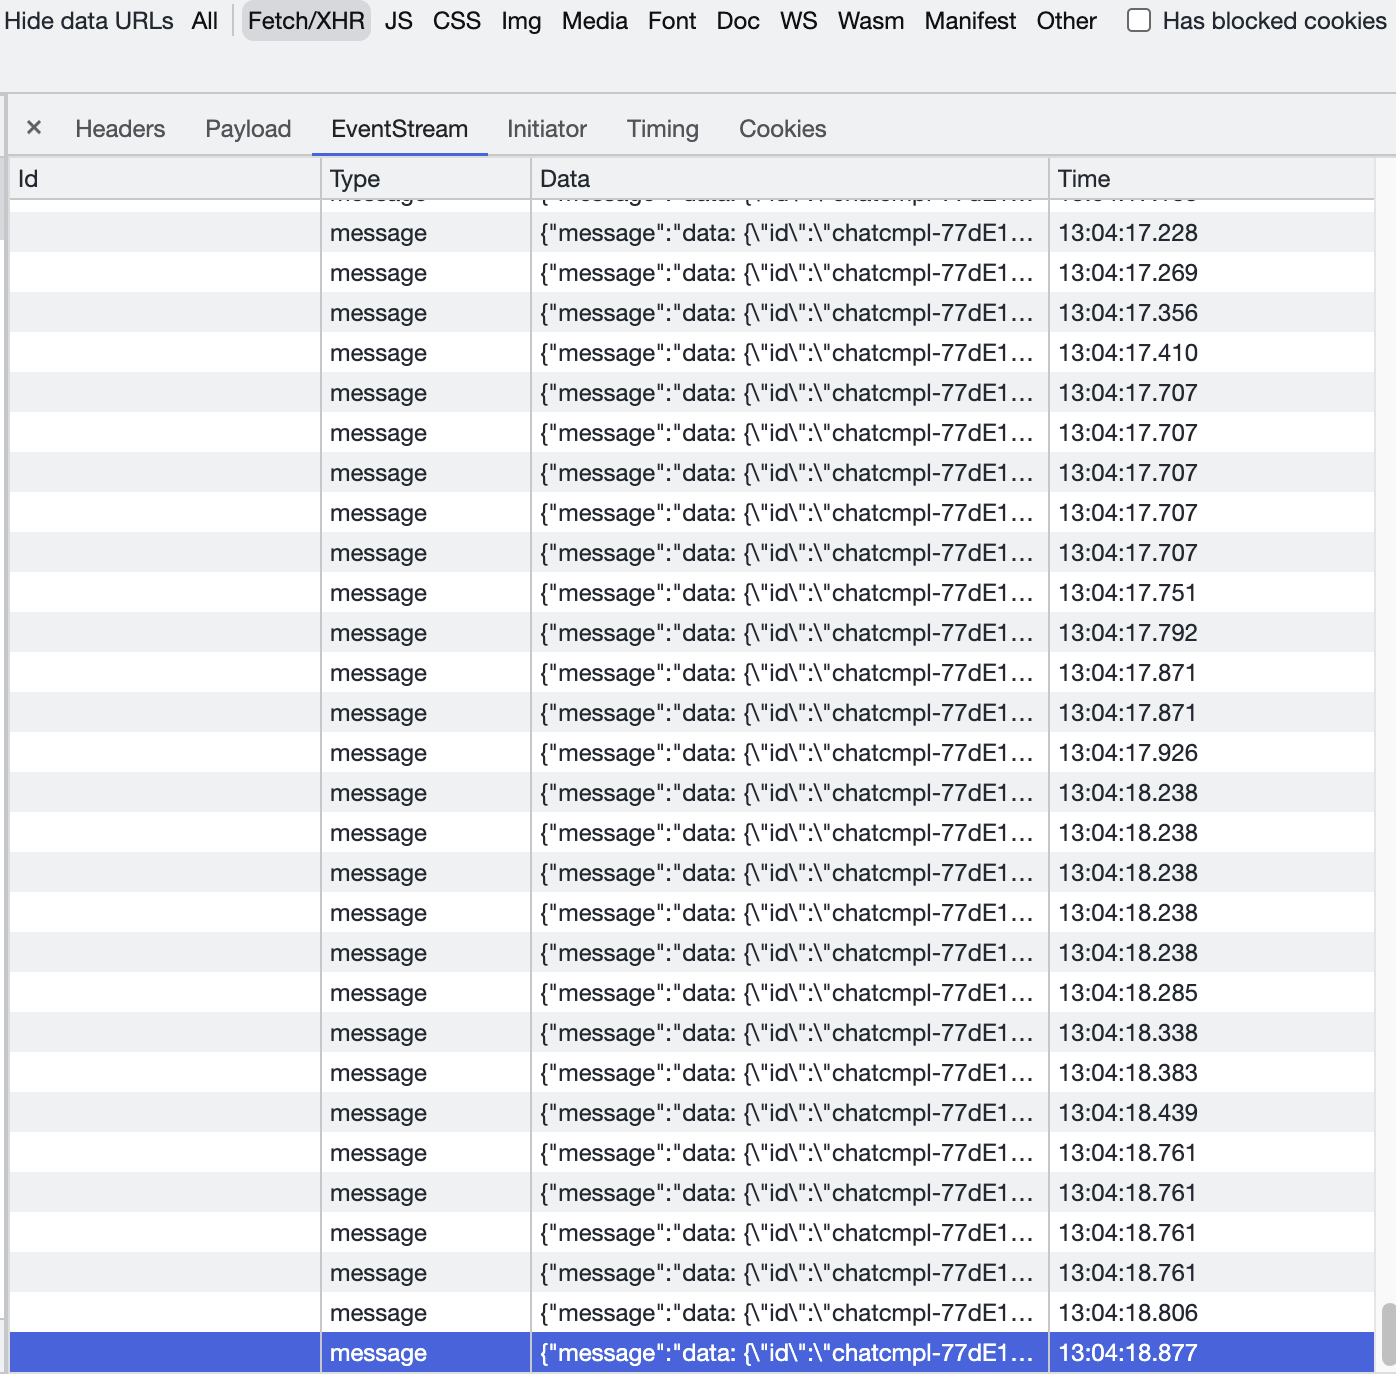 Hide data URLs All Fetch/XHR JS CSS Img Media Font Doc WS Wasm Manifest Other Has blocked cookies
× Headers Payload EventStream Initiator Timing Cookies
Id Type Data Time
message {"message":"data: {\"id\":\"chatcmpl-77dE1… 13:04:17.228
message {"message":"data: {\"id\":\"chatcmpl-77dE1… 13:04:17.269
message {"message":"data: {\"id\":\"chatcmpl-77dE1… 13:04:17.356
message {"message":"data: {\"id\":\"chatcmpl-77dE1… 13:04:17.410
message {"message":"data: {\"id\":\"chatcmpl-77dE1… 13:04:17.707
message {"message":"data: {\"id\":\"chatcmpl-77dE1… 13:04:17.707
message {"message":"data: {\"id\":\"chatcmpl-77dE1… 13:04:17.707
message {"message":"data: {\"id\":\"chatcmpl-77dE1… 13:04:17.707
message {"message":"data: {\"id\":\"chatcmpl-77dE1… 13:04:17.707
message {"message":"data: {\"id\":\"chatcmpl-77dE1… 13:04:17.751
message {"message":"data: {\"id\":\"chatcmpl-77dE1… 13:04:17.792
message {"message":"data: {\"id\":\"chatcmpl-77dE1… 13:04:17.871
message {"message":"data: {\"id\":\"chatcmpl-77dE1… 13:04:17.871
message {"message":"data: {\"id\":\"chatcmpl-77dE1… 13:04:17.926
message {"message":"data: {\"id\":\"chatcmpl-77dE1… 13:04:18.238
message {"message":"data: {\"id\":\"chatcmpl-77dE1… 13:04:18.238
message {"message":"data: {\"id\":\"chatcmpl-77dE1… 13:04:18.238
message {"message":"data: {\"id\":\"chatcmpl-77dE1… 13:04:18.238
message {"message":"data: {\"id\":\"chatcmpl-77dE1… 13:04:18.238
message {"message":"data: {\"id\":\"chatcmpl-77dE1… 13:04:18.285
message {"message":"data: {\"id\":\"chatcmpl-77dE1… 13:04:18.338
message {"message":"data: {\"id\":\"chatcmpl-77dE1… 13:04:18.383
message {"message":"data: {\"id\":\"chatcmpl-77dE1… 13:04:18.439
message {"message":"data: {\"id\":\"chatcmpl-77dE1… 13:04:18.761
message {"message":"data: {\"id\":\"chatcmpl-77dE1… 13:04:18.761
message {"message":"data: {\"id\":\"chatcmpl-77dE1… 13:04:18.761
message {"message":"data: {\"id\":\"chatcmpl-77dE1… 13:04:18.761
message {"message":"data: {\"id\":\"chatcmpl-77dE1… 13:04:18.806
message {"message":"data: {\"id\":\"chatcmpl-77dE1… 13:04:18.877